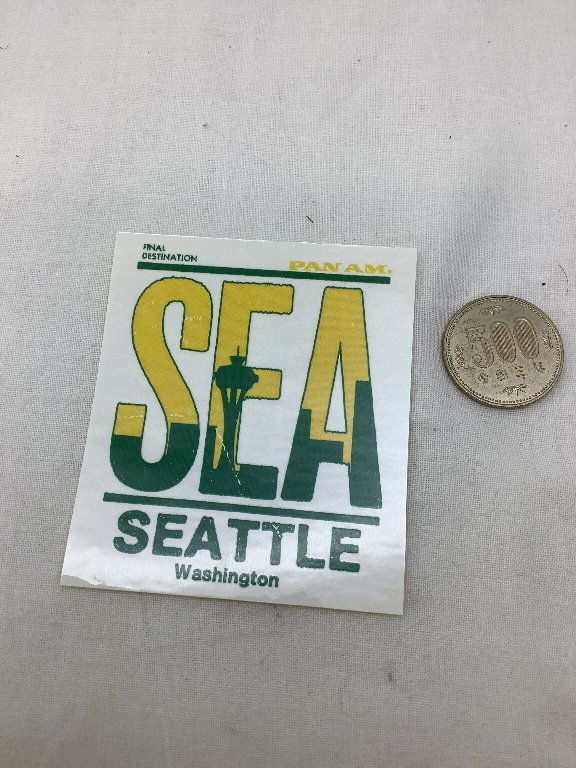 FINAL
DESTINATION
PAN AM.
SEA
SEATTLE
Washington
500